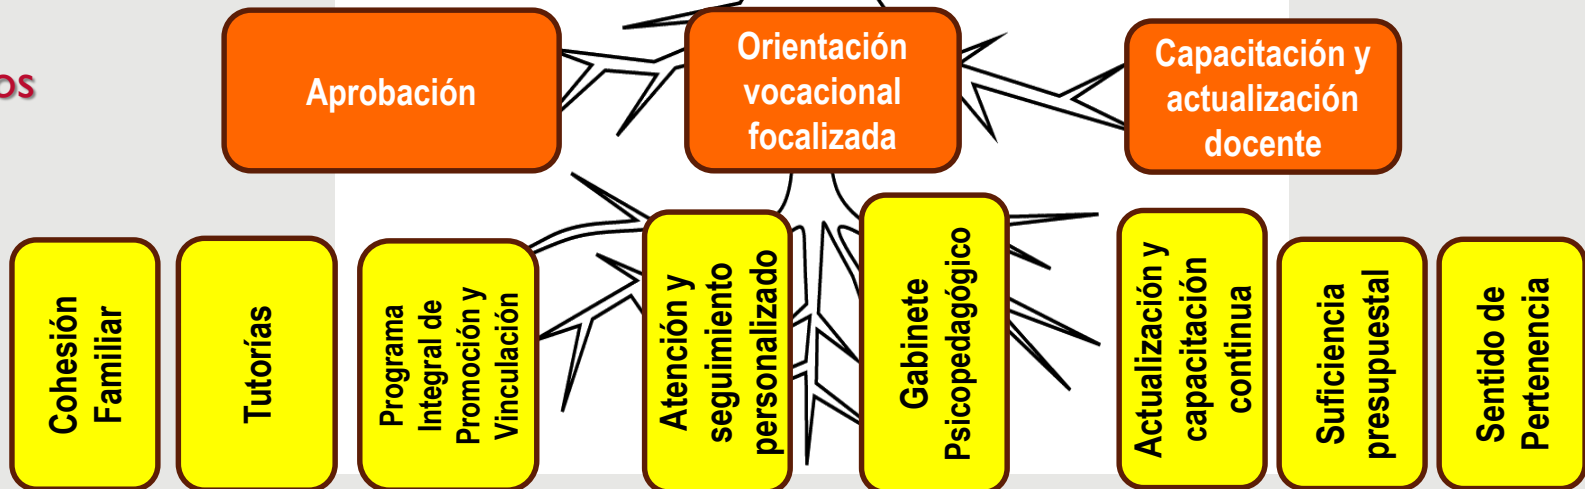 os
Aprobación
Orientación
vocacional
focalizada
Capacitación y
actualización
docente
Cohesión
Familiar
Tutorías
Programa
Integral de
Promoción y
Vinculación
Atención y
seguimiento
personalizado
Gabinete
Psicopedagógico
Actualización y
capacitación
continua
Suficiencia
presupuestal
Sentido de
Pertenencia